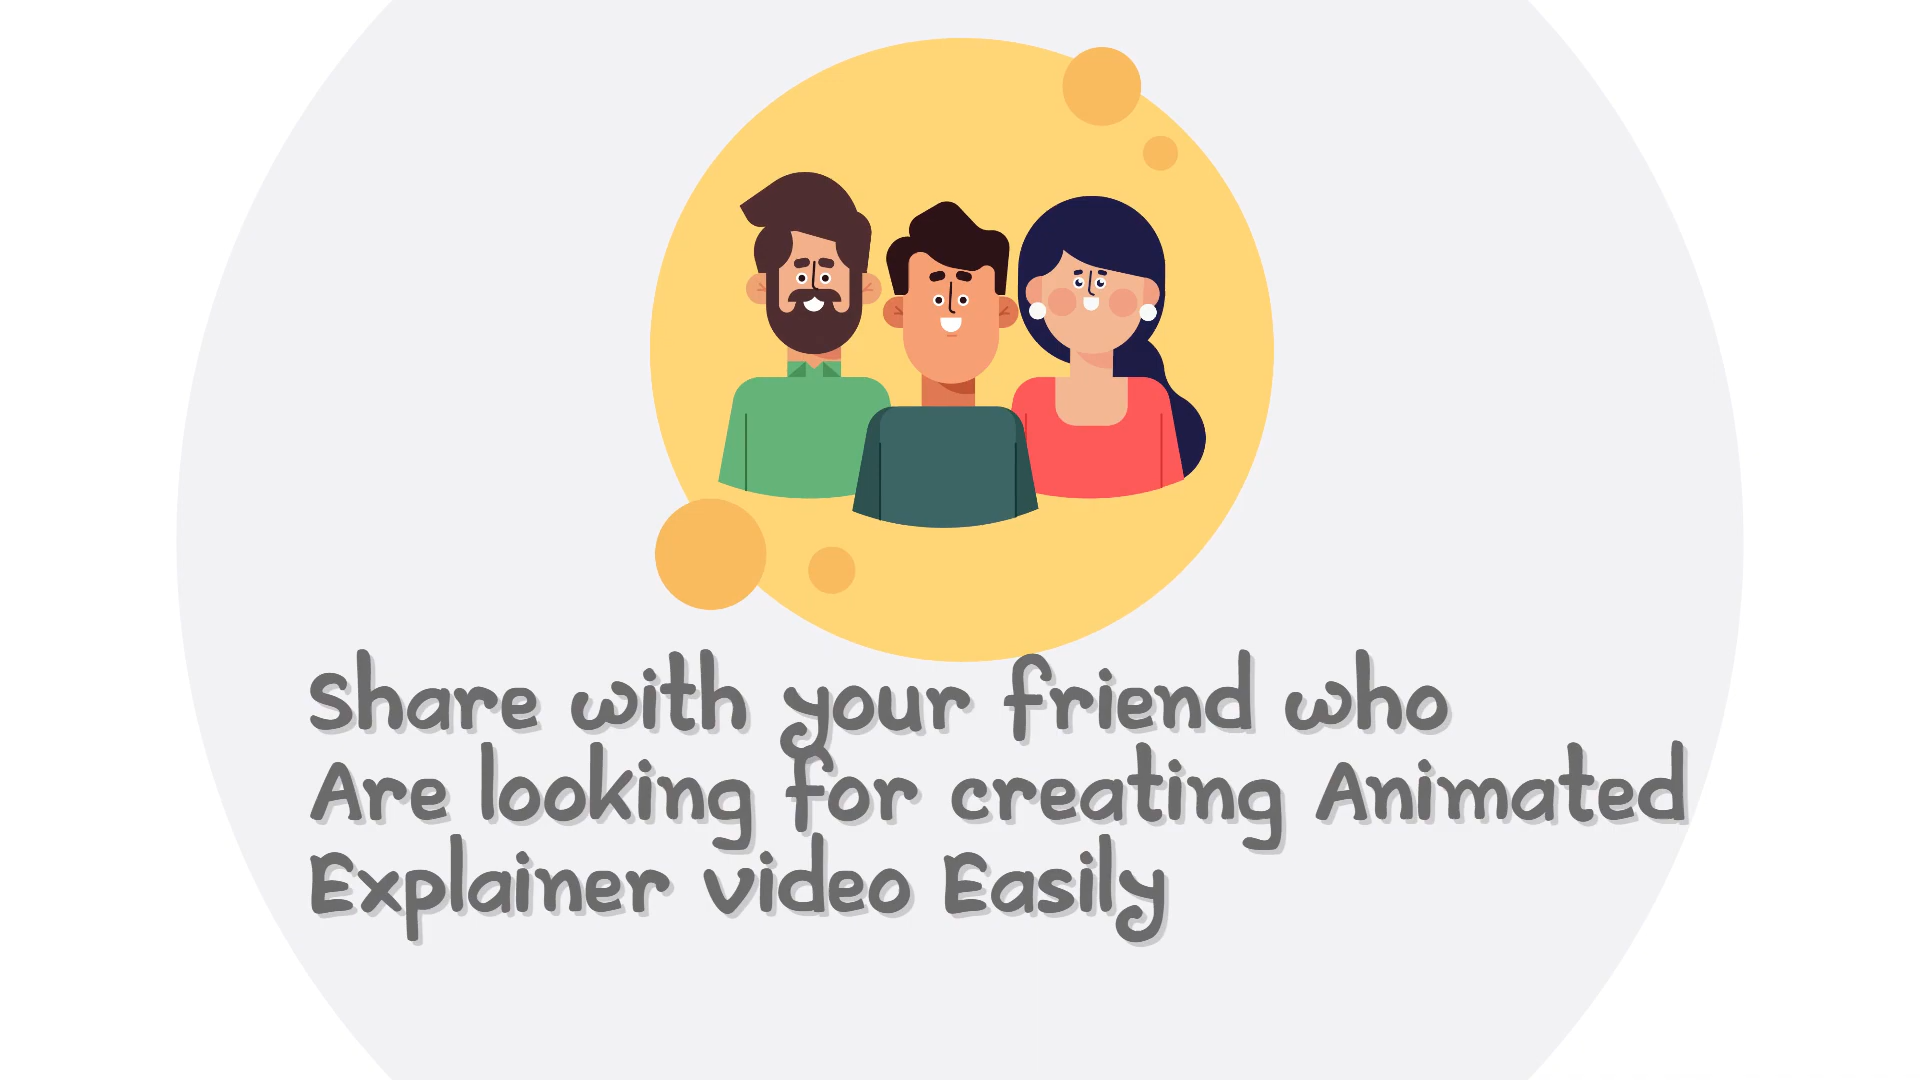 Share with your friend who
Are looking for creating Animated
Explainer video Easily